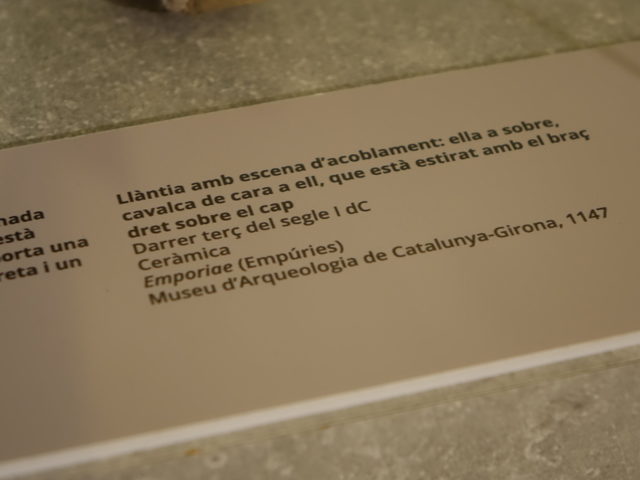 nada
està
porta una
reta i un
Llàntia amb escena d'acoblament: ella a sobre,
cavalca de cara a ell, que està estirat amb el braç
dret sobre el cap
Darrer terç del segle I dC
Ceràmica
Emporiae (Empúries)
Museu d'Arqueologia de Catalunya-Girona, 1147